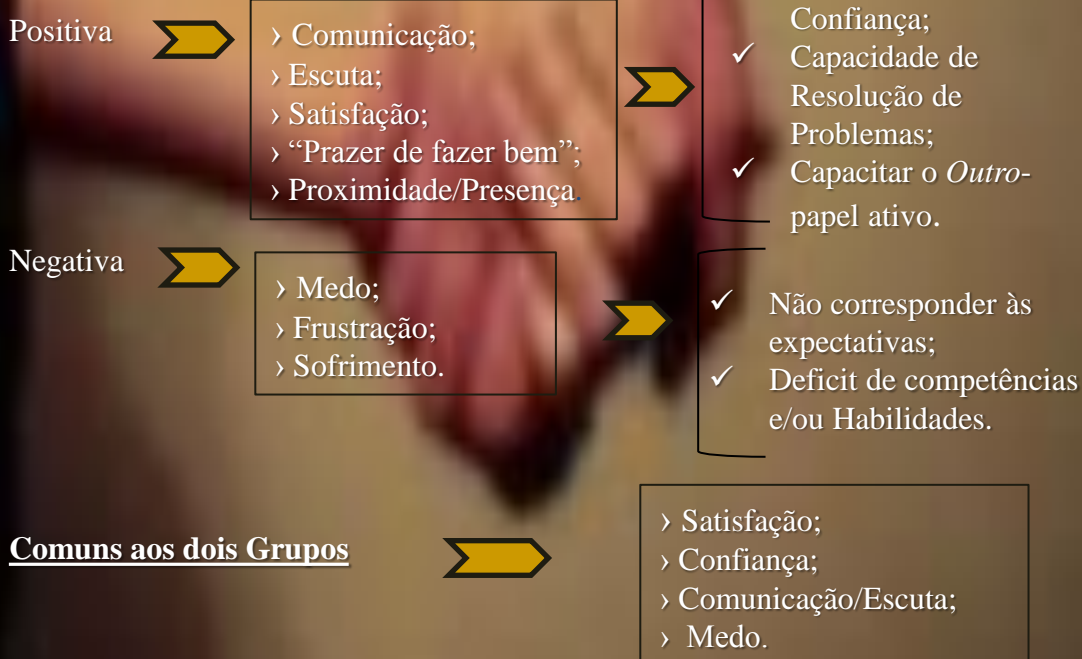 Positiva
› Comunicação;
› Escuta;
› Satisfação;
› “Prazer de fazer bem”;
› Proximidade/Presença.
Confiança;
✓ Capacidade de
Resolução de
Problemas;
✓ Capacitar o Outro-
papel ativo.
Negativa
› Medo;
› Frustração;
› Sofrimento.
✓ Não corresponder às
expectativas;
✓ Deficit de competências
e/ou Habilidades.
Comuns aos dois Grupos
› Satisfação;
› Confiança;
› Comunicação/Escuta;
› Medo.